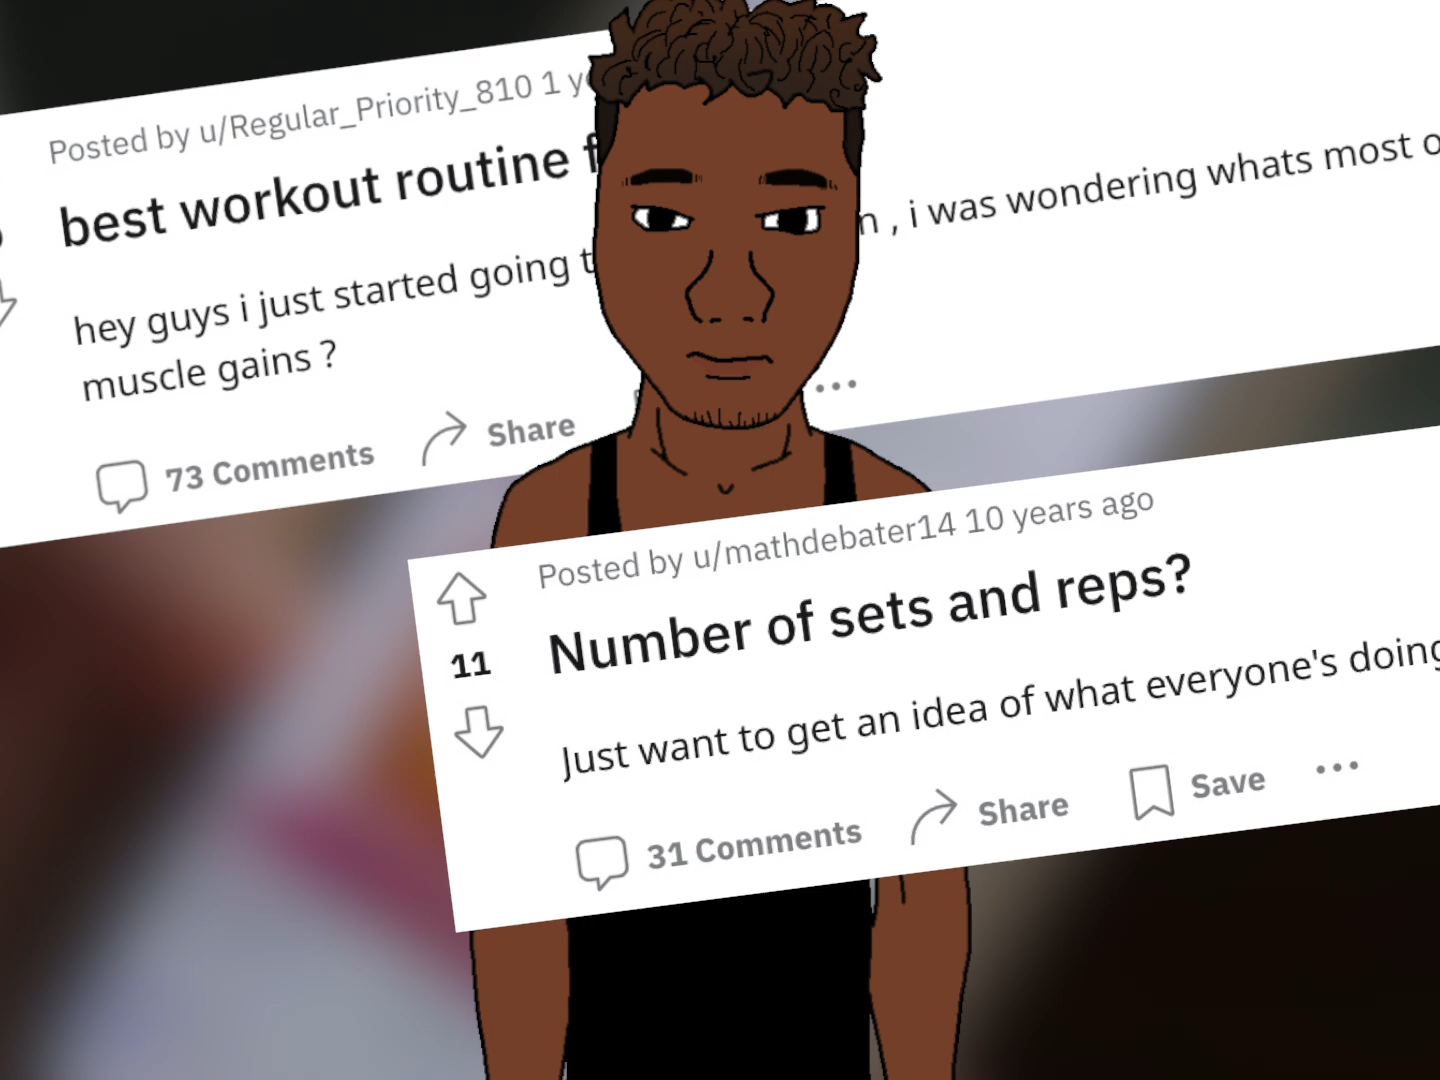 Posted by u/Regular_Priority_810 1
best workout routine
hey guys i just started going , i was wondering whats most
muscle gains ?
73 Comments Share
Posted by u/mathdebater14 10 years ago
11
Number of sets and reps?
Just want to get an idea of what everyone's doing
31 Comments Share Save